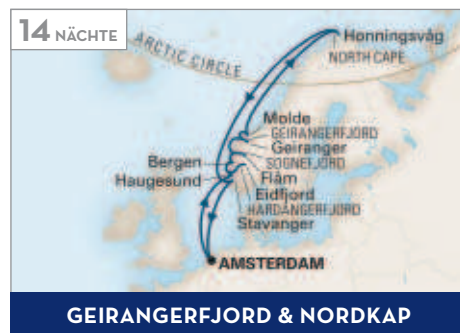 14 NÄCHTE
ARCTIC CIRCLE
Honningsvåg
NORTH CAPE
Molde
GEIRANGERFJORD
Geiranger
SOGNEFJORD
Bergen
Flåm
Haugesund
Eidfjord
HARDANGERFJORD
Stavanger
AMSTERDAM
GEIRANGERFJORD & NORDKAP